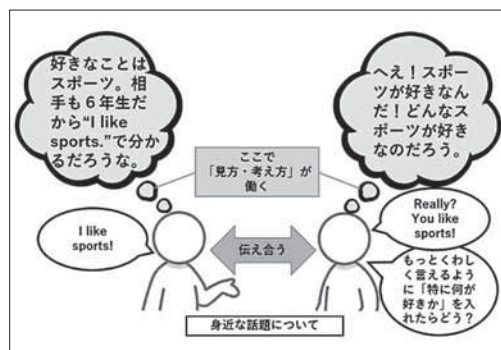 好きなことは
スポーツ。相
手も6年生だ
から“I like
sports.”で分か
るだろうな。
へえ！スポー
ツが好きなん
だ！どんなス
ポーツが好き
なのだろう。
ここで
「見方・考え方」が
働く
I like
sports!
伝え合う
Really?
You like
sports!
もっとくわし
く言えるよう
に「特に何が
好きか」を入
れたらどう？
身近な話題について